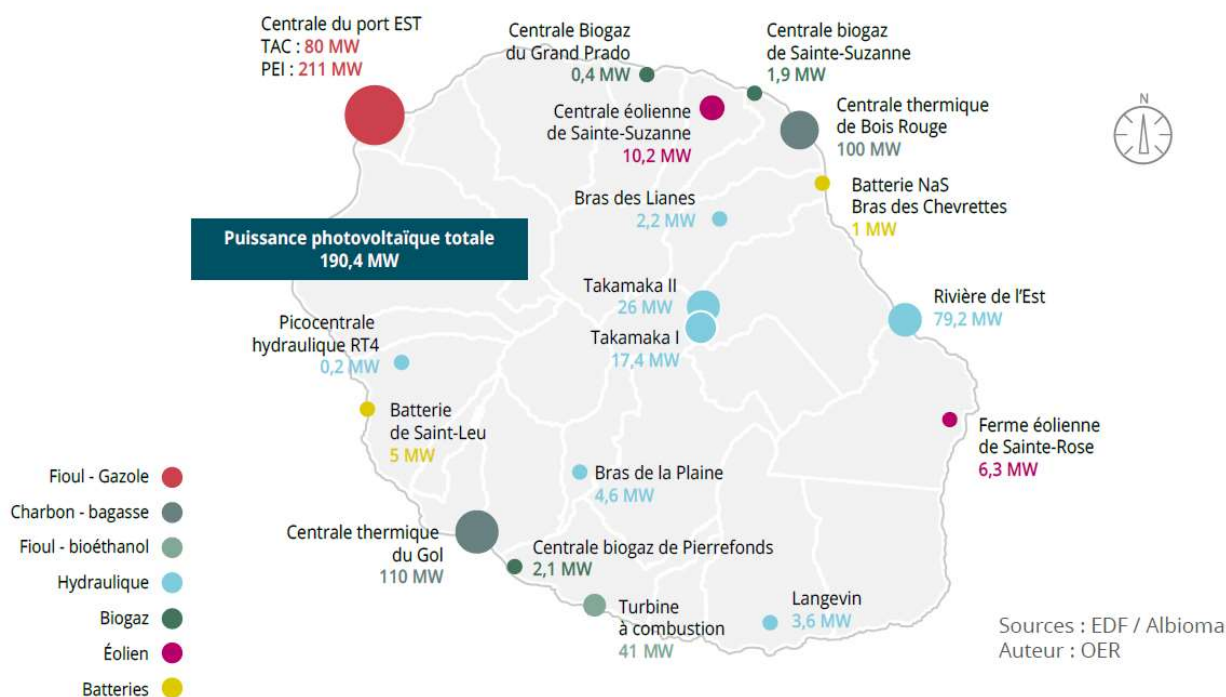 Centrale du port EST
TAC : 80 MW
PEI : 211 MW
Centrale Biogaz
du Grand Prado
0,4 MW
Centrale biogaz
de Sainte-Suzanne
1,9 MW
Centrale éolienne
de Sainte-Suzanne
10,2 MW
Centrale thermique
de Bois Rouge
100 MW
N
Bras des Lianes
2,2 MW
Batterie NaS
Bras des Chevrettes
1 MW
Puissance photovoltaïque totale
190,4 MW
Takamaka II
26 MW
Takamaka I
17,4 MW
Rivière de l'Est
79,2 MW
Picocentrale
hydraulique RT4
0,2 MW
Batterie
de Saint-Leu
5 MW
Ferme éolienne
de Sainte-Rose
6,3 MW
Bras de la Plaine
4,6 MW
Centrale thermique
du Gol
110 MW
Centrale biogaz de Pierrefonds
2,1 MW
Turbine
à combustion
41 MW
Langevin
3,6 MW
Fioul - Gazole
Charbon - bagasse
Fioul - bioéthanol
Hydraulique
Biogaz
Éolien
Batteries
Sources : EDF / Albioma
Auteur : OER